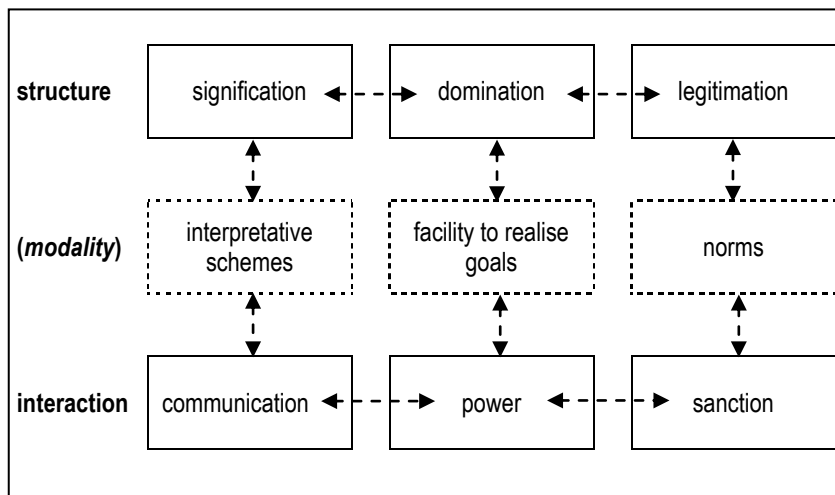 structure
signification
domination
legitimation
(modality)
interpretative
schemes
facility to realise
goals
norms
interaction
communication
power
sanction